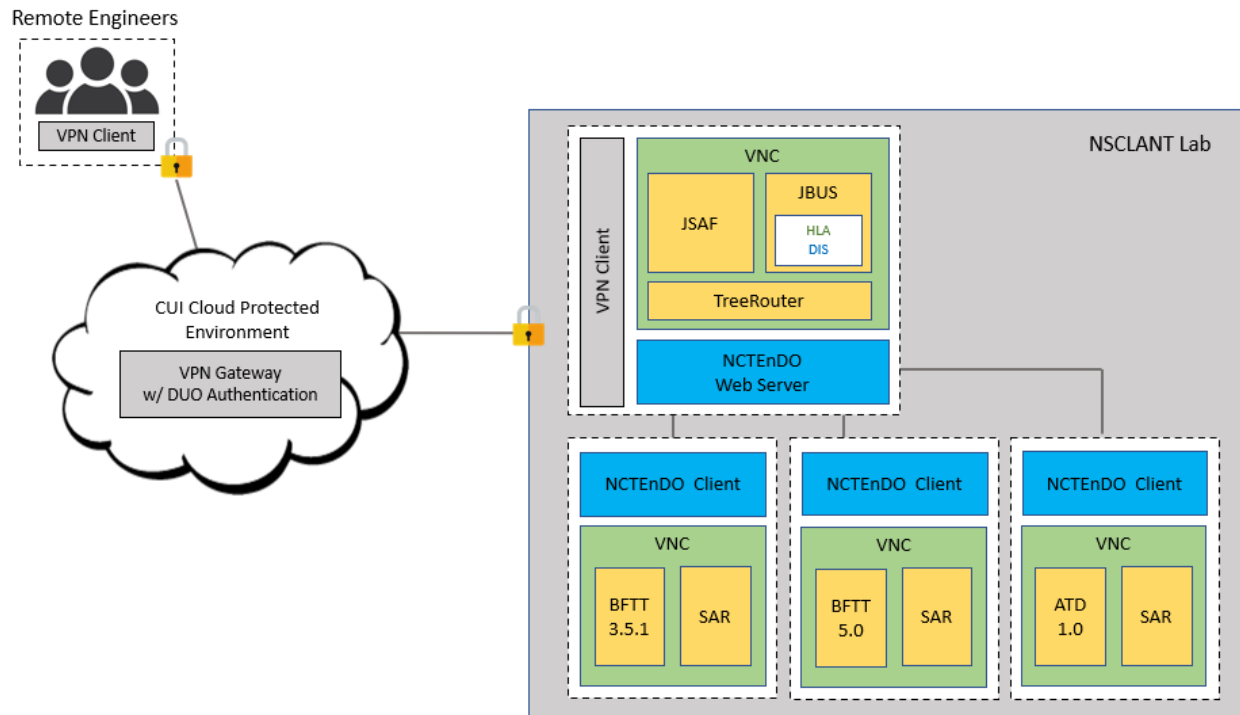 Remote Engineers
VPN Client
CUI Cloud Protected
Environment
VPN Gateway
w/ DUO Authentication
NSCLANT Lab
VPN Client
VNC
JSAF
JBUS
HLA
DIS
TreeRouter
NCTEnDO
Web Server
NCTEnDO Client
VNC
BFTT
3.5.1
SAR
NCTEnDO Client
VNC
BFTT
5.0
SAR
NCTEnDO Client
VNC
ATD
1.0
SAR